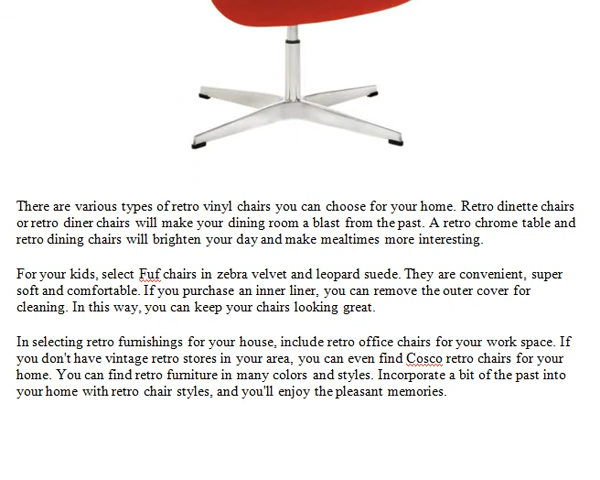 There are various types of retro vinyl chairs you can choose for your home. Retro dinette chairs
or retro diner chairs will make your dining room a blast from the past. A retro chrome table and
retro dining chairs will brighten your day and make mealtimes more interesting.
For your kids, select Fuf chairs in zebra velvet and leopard suede. They are convenient, super
soft and comfortable. If you purchase an inner liner, you can remove the outer cover for
cleaning. In this way, you can keep your chairs looking great.
In selecting retro furnishings for your house, include retro office chairs for your work space. If
you don't have vintage retro stores in your area, you can even find Cosco retro chairs for your
home. You can find retro furniture in many colors and styles. Incorporate a bit of the past into
your home with retro chair styles, and you'll enjoy the pleasant memories.